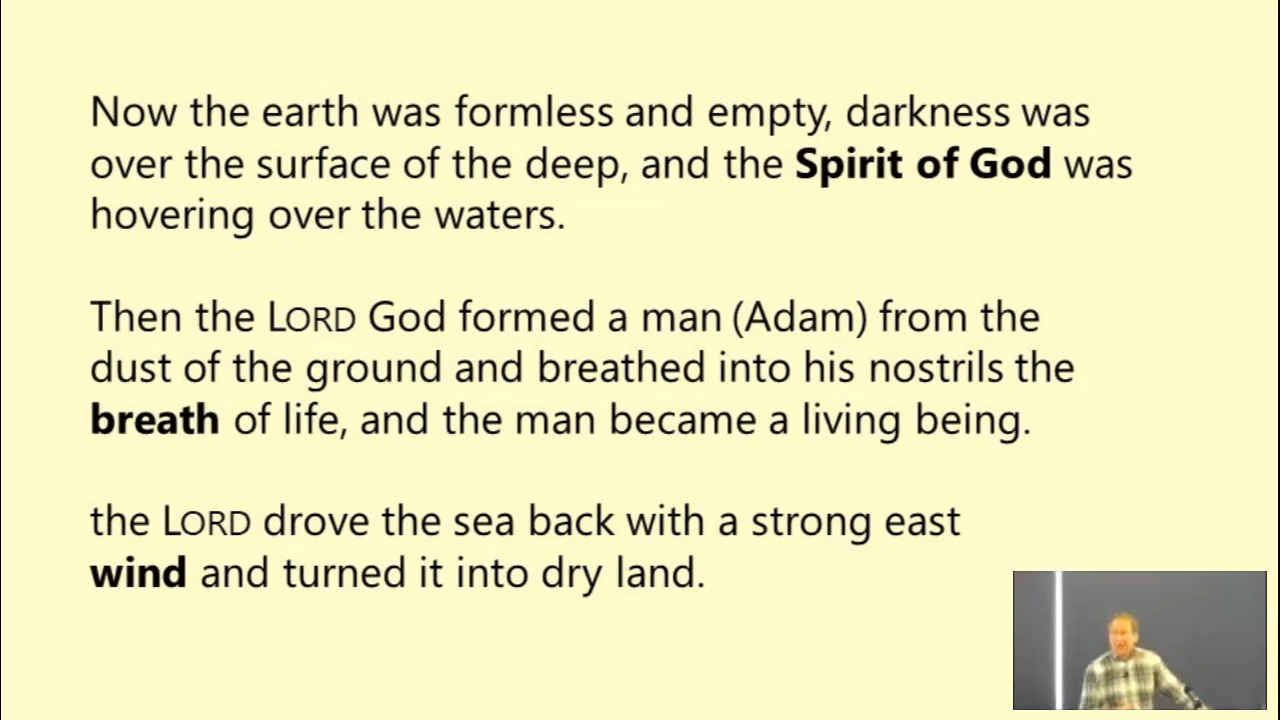 Now the earth was formless and empty, darkness was
over the surface of the deep, and the Spirit of God was
hovering over the waters.
Then the LORD God formed a man (Adam) from the
dust of the ground and breathed into his nostrils the
breath of life, and the man became a living being.
the LORD drove the sea back with a strong east
wind and turned it into dry land.